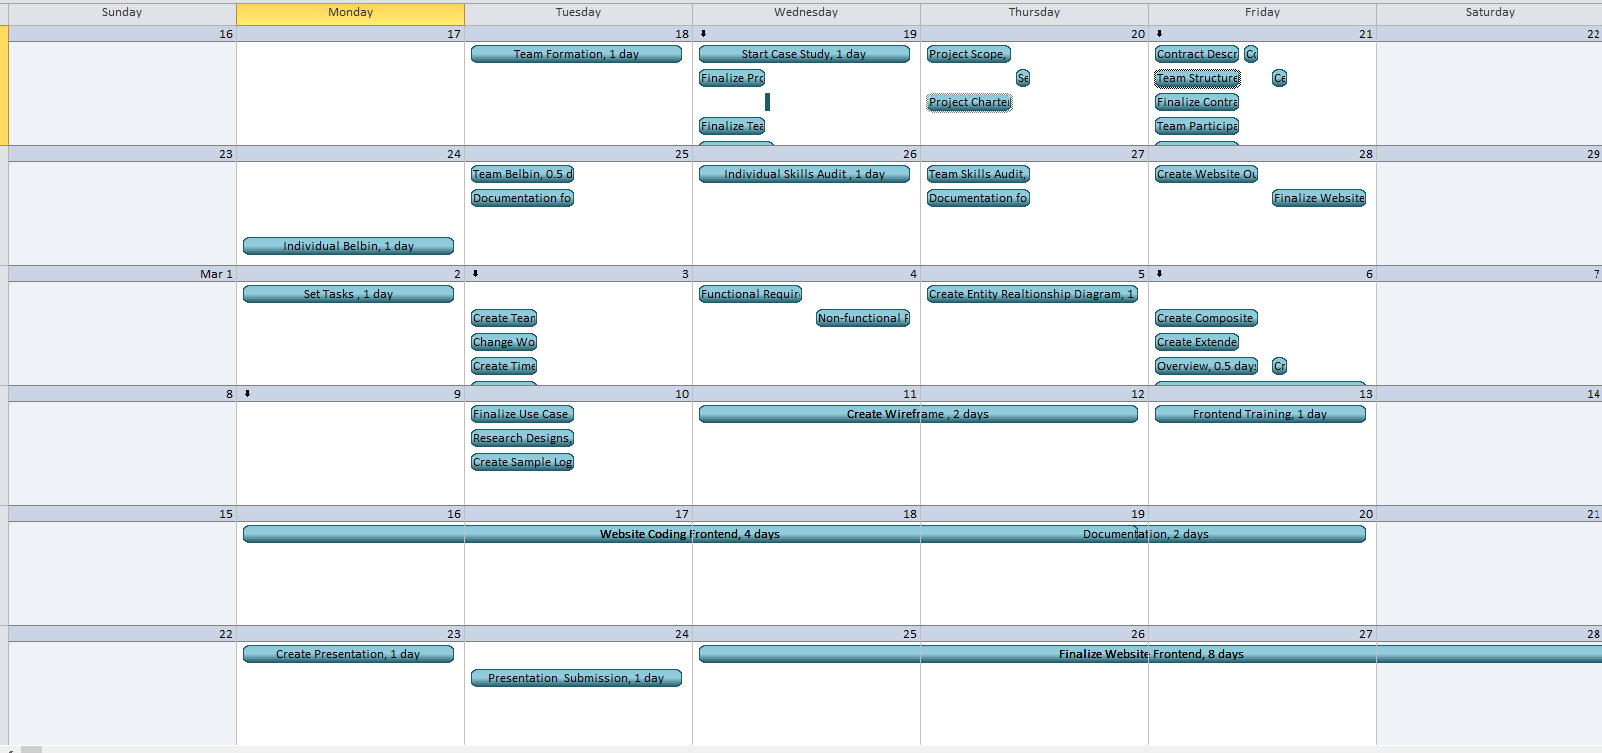 Sunday Monday Tuesday Wednesday Thursday Friday Saturday
16 17 18 19 20 21 22
Team Formation, 1 day Start Case Study, 1 day Project Scope, Contract Descr Co
Finalize Pro Se Team Structure Ce
Project Charter Finalize Contra
Finalize Tea Team Participa
23 24 25 26 27 28 29
Team Belbin, 0.5 d Individual Skills Audit , 1 day Team Skills Audit, Create Website Ou
Documentation fo Documentation fo Finalize Website
Individual Belbin, 1 day
Mar 1 2 3 4 5 6 7
Set Tasks , 1 day Functional Requir Create Entity Realtionship Diagram, 1
Create Tear Non-functional F Create Composite
Change Wo Create Extende
Create Time Overview, 0.5 days Cr
8 9 10 11 12 13 14
Finalize Use Case Create Wireframe , 2 days Frontend Training, 1 day
Research Designs,
Create Sample Log
15 16 17 18 19 20 21
Website Coding Frontend, 4 days Documentation, 2 days
22 23 24 25 26 27 28
Create Presentation, 1 day Finalize Website Frontend, 8 days
Presentation Submission, 1 day